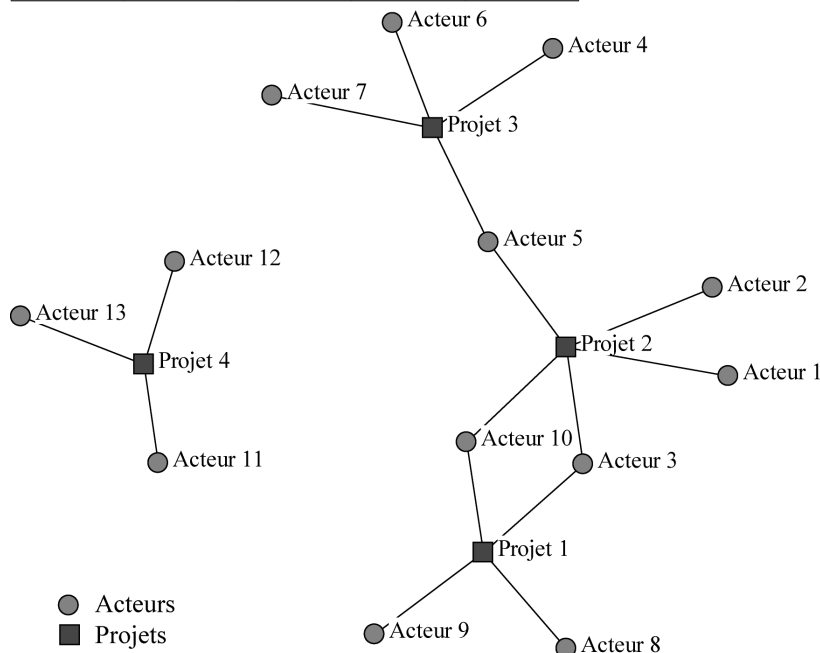 Acteur 6
Acteur 4
Acteur 7
Projet 3
Acteur 5
Acteur 12
Acteur 2
Acteur 13
Projet 2
Projet 4
Acteur 1
Acteur 10
Acteur 11
Acteur 3
Projet 1
Acteurs
Acteur 9
Projets
Acteur 8